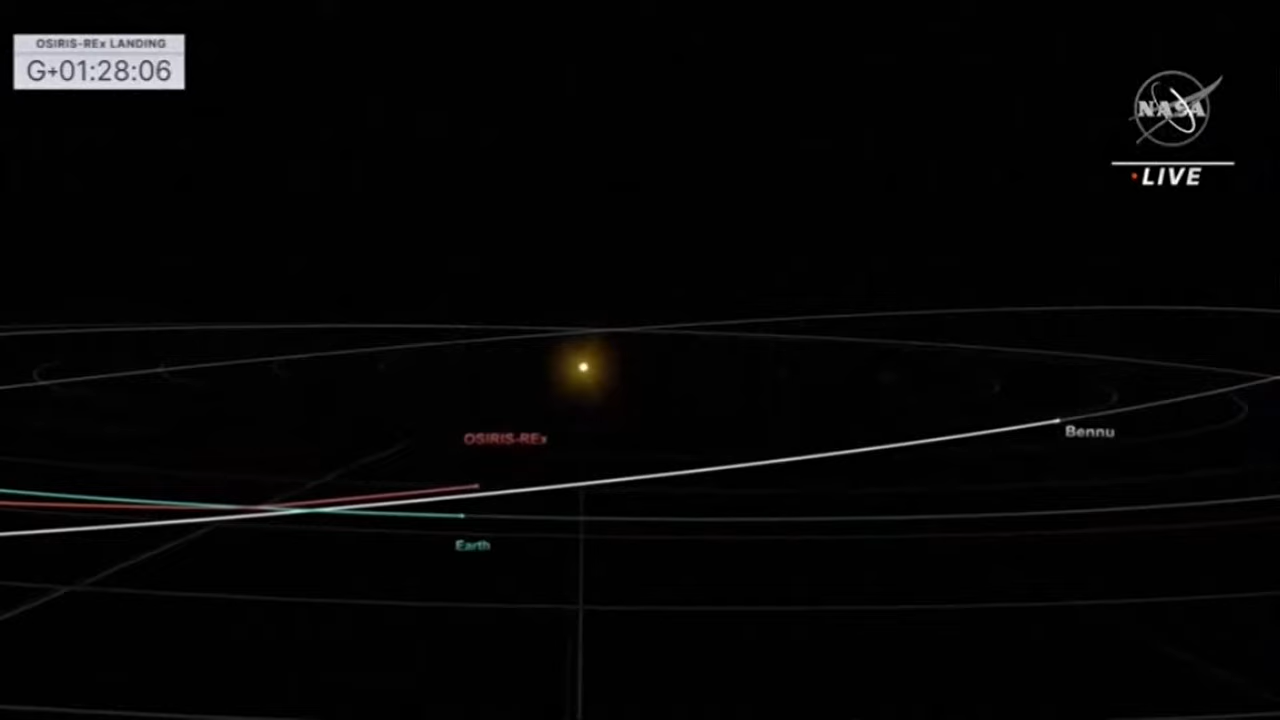 OSIRIS-REx LANDING
G+01:28:06
NASA
LIVE
OSIRIS-REx
Bennu
Earth